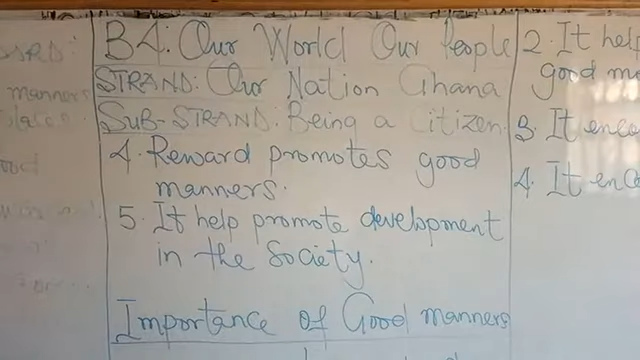 manners
B4: Our World Our People
STRAND: Our Nation Ghana
SUB-STRAND: Being a citizen.
4. Reward promotes good
manners.
5. It help promote development
in the society.
Importance of Good manners
2. It help
good
3. It
4. It